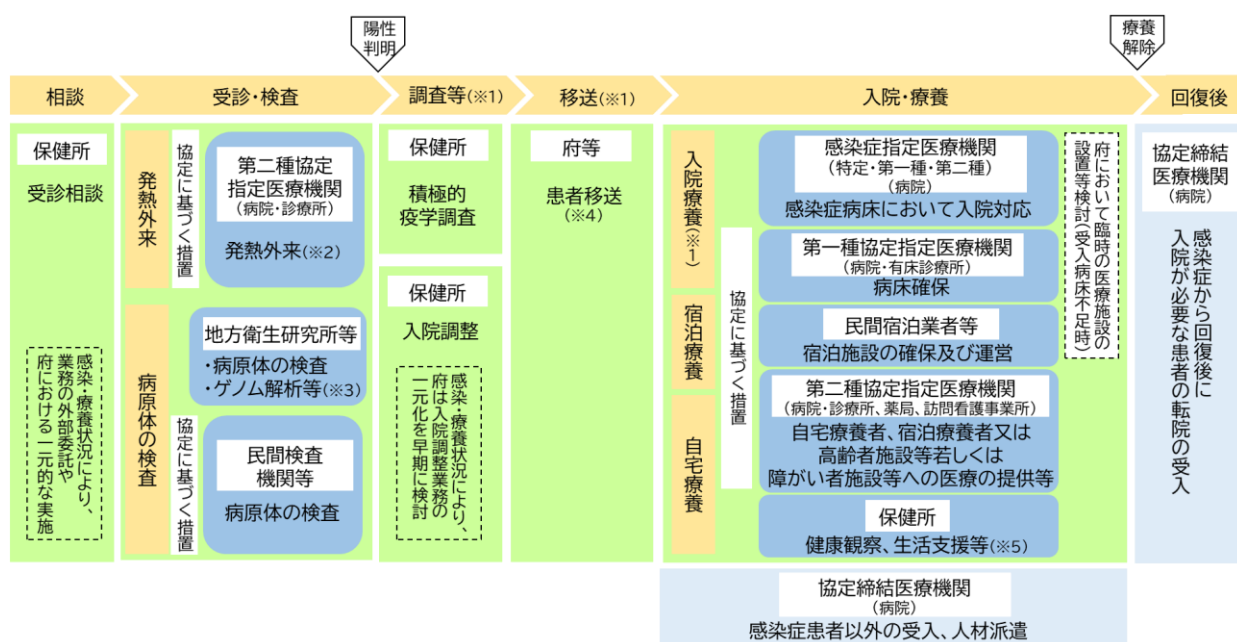 陽性
判明
療養
解除
相談
受診・検査
調査等(※1)
移送(※1)
入院・療養
回復後
保健所
受診相談
感染・療養状況により、
業務の外部委託や
府における一元的な実施
発熱外来
協定に基づく措置
第二種協定
指定医療機関
(病院・診療所)
発熱外来(※2)
病原体の検査
地方衛生研究所等
・病原体の検査
・ゲノム解析等(※3)
協定に基づく措置
民間検査
機関等
病原体の検査
保健所
積極的
疫学調査
保健所
入院調整
感染・療養状況により、
府は入院調整業務の
一元化を早期に検討
府等
患者移送
(※4)
入院療養(※1)
宿泊療養
自宅療養
協定に基づく措置
感染症指定医療機関
(特定・第一種・第二種)
(病院)
感染症病床において入院対応
第一種協定指定医療機関
(病院・有床診療所)
病床確保
民間宿泊業者等
宿泊施設の確保及び運営
第二種協定指定医療機関
(病院・診療所、薬局、訪問看護事業所)
自宅療養者、宿泊療養者又は
高齢者施設等若しくは
障がい者施設等への医療の提供等
保健所
健康観察、生活支援等(※5)
府において臨時の医療施設の
設置等検討(受入病床不足時)
協定締結医療機関
(病院)
感染症患者以外の受入、人材派遣
協定締結
医療機関
(病院)
感染症から回復後に
入院が必要な患者の転院の受入